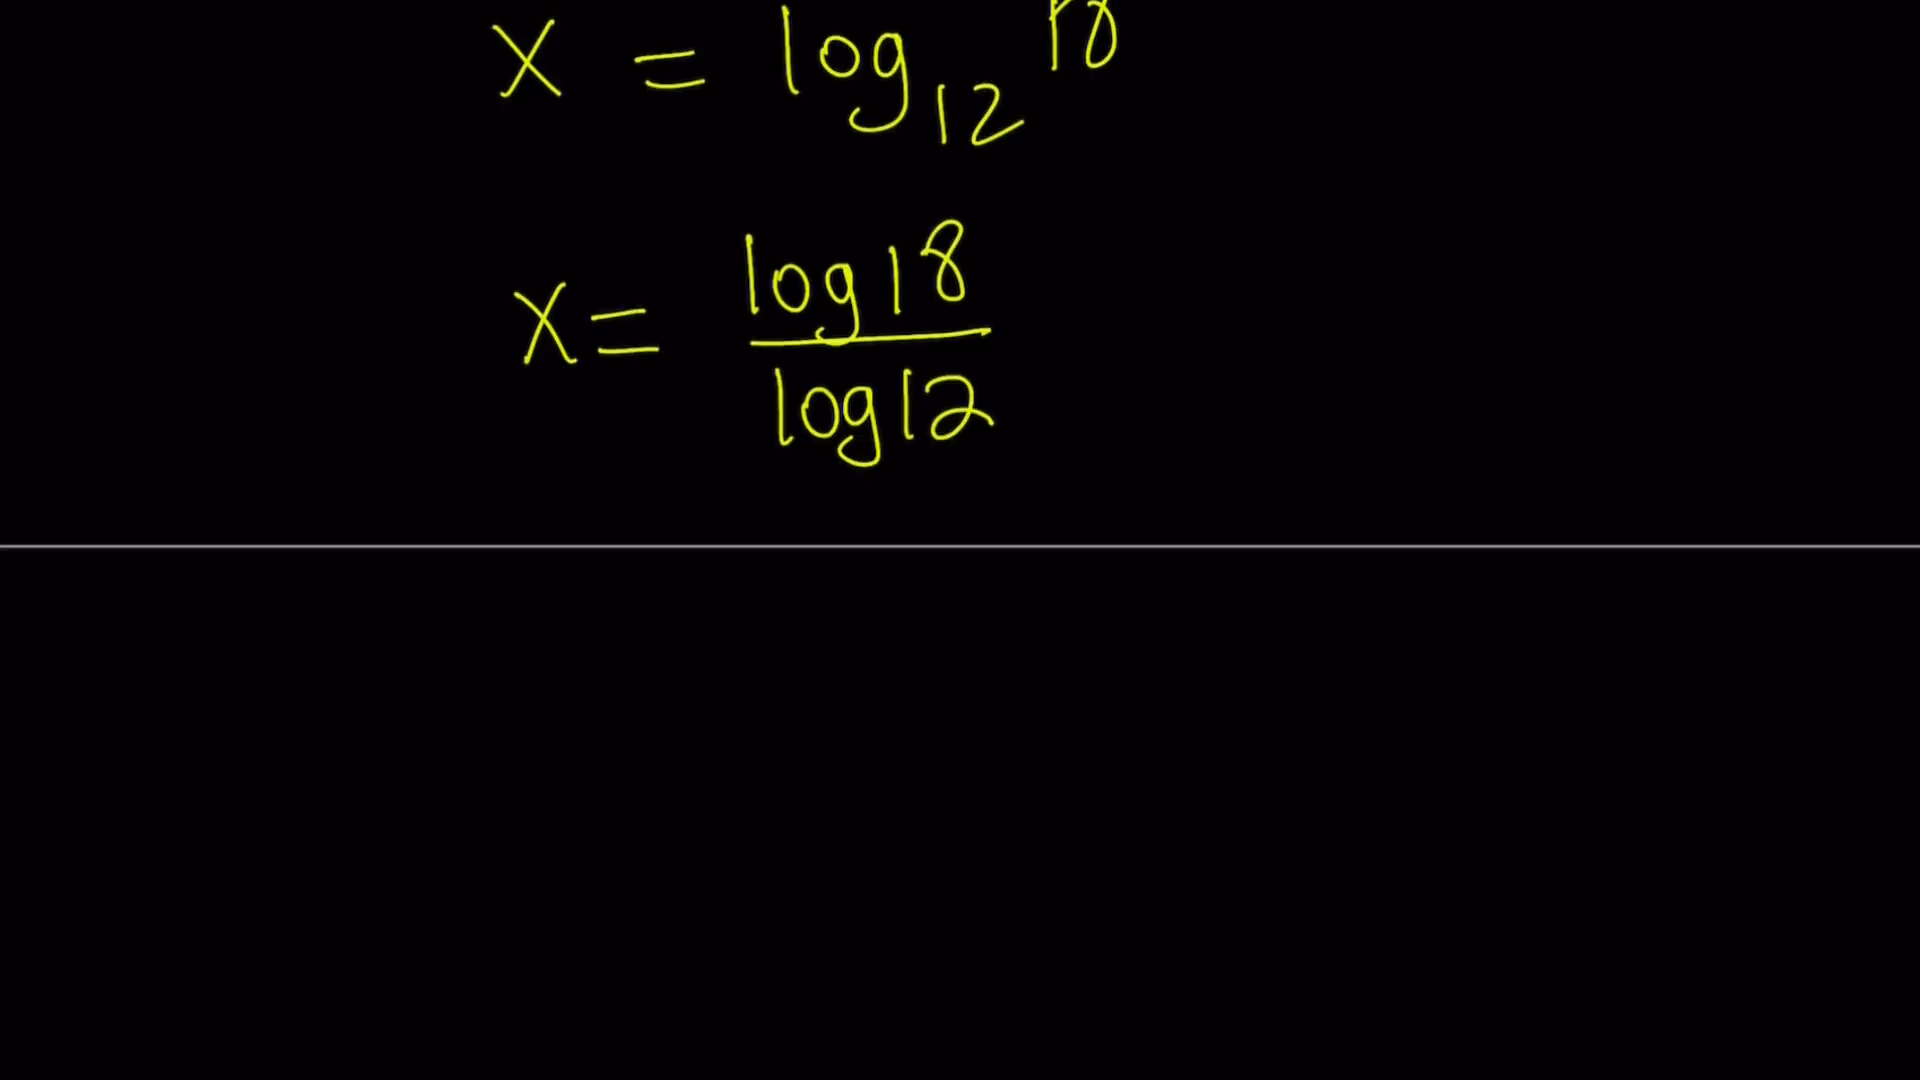 x = log₁₂ 18
x = log 18 / log 12